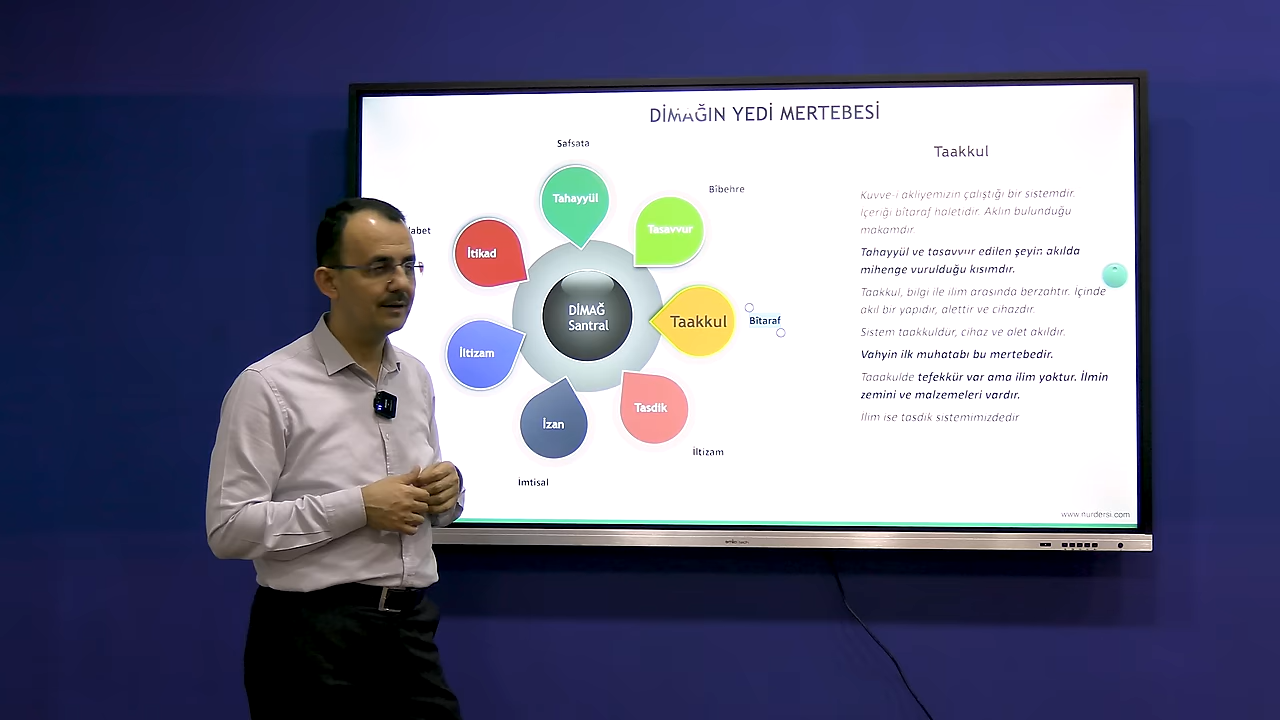 DİMAĞIN YEDİ MERTEBESİ
Safsata
Tahayyül
Bîbehre
Tasavvur
İtikad
DİMAĞ
Santral
Taakkul
Bîtaraf
İltizam
Tasdik
İzan
İltizam
İmtisal
Taakkul
Kuvve-i akliyemizin çalıştığı bir sistemdir.
İçeriği bîtaraf haletidir. Aklın bulunduğu
makamdır.
Tahayyül ve tasavvur edilen şeyin akılda
mihenge vurulduğu kısımdır.
Taakkul, bilgi ile ilim arasında berzahtır. İçinde
akıl bir yapıdır, alettir ve cihazdır.
Sistem taakkuldür, cihaz ve alet akıldır.
Vahyin ilk muhatabı bu mertebedir.
Taaakulde tefekkür var ama ilim yoktur. İlmin
zemini ve malzemeleri vardır.
İlim ise tasdik sistemimizdedir
www.nurdersi.com